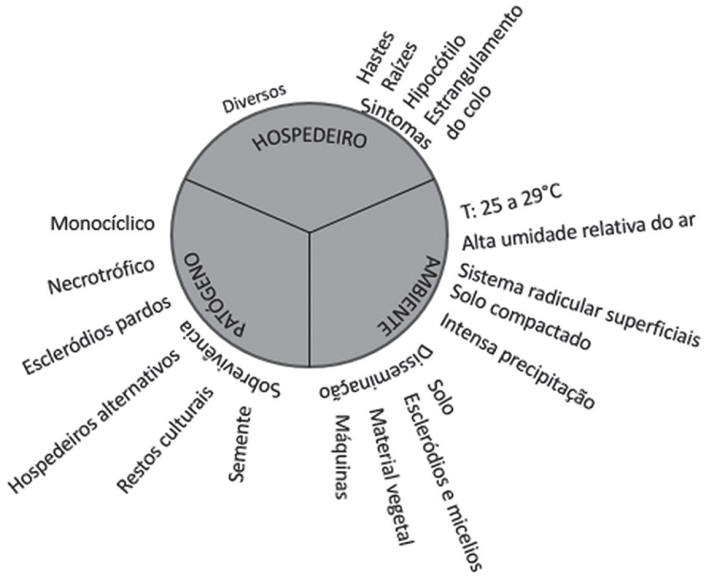 Hastes
Raízes
Hipocótilo
Estrangulamento
do colo
Sintomas
Diversos
HOSPEDEIRO
T: 25 a 29°C
Alta umidade relativa do ar
Sistema radicular superficiais
Solo compactado
Intensa precipitação
AMBIENTE
Disseminação
Solo
Escleródios e micelios
Material vegetal
Máquinas
PATÓGENO
Monocíclico
Necrotrófico
Escleródios pardos
Sobrevivência
Hospedeiros alternativos
Restos culturais
Semente